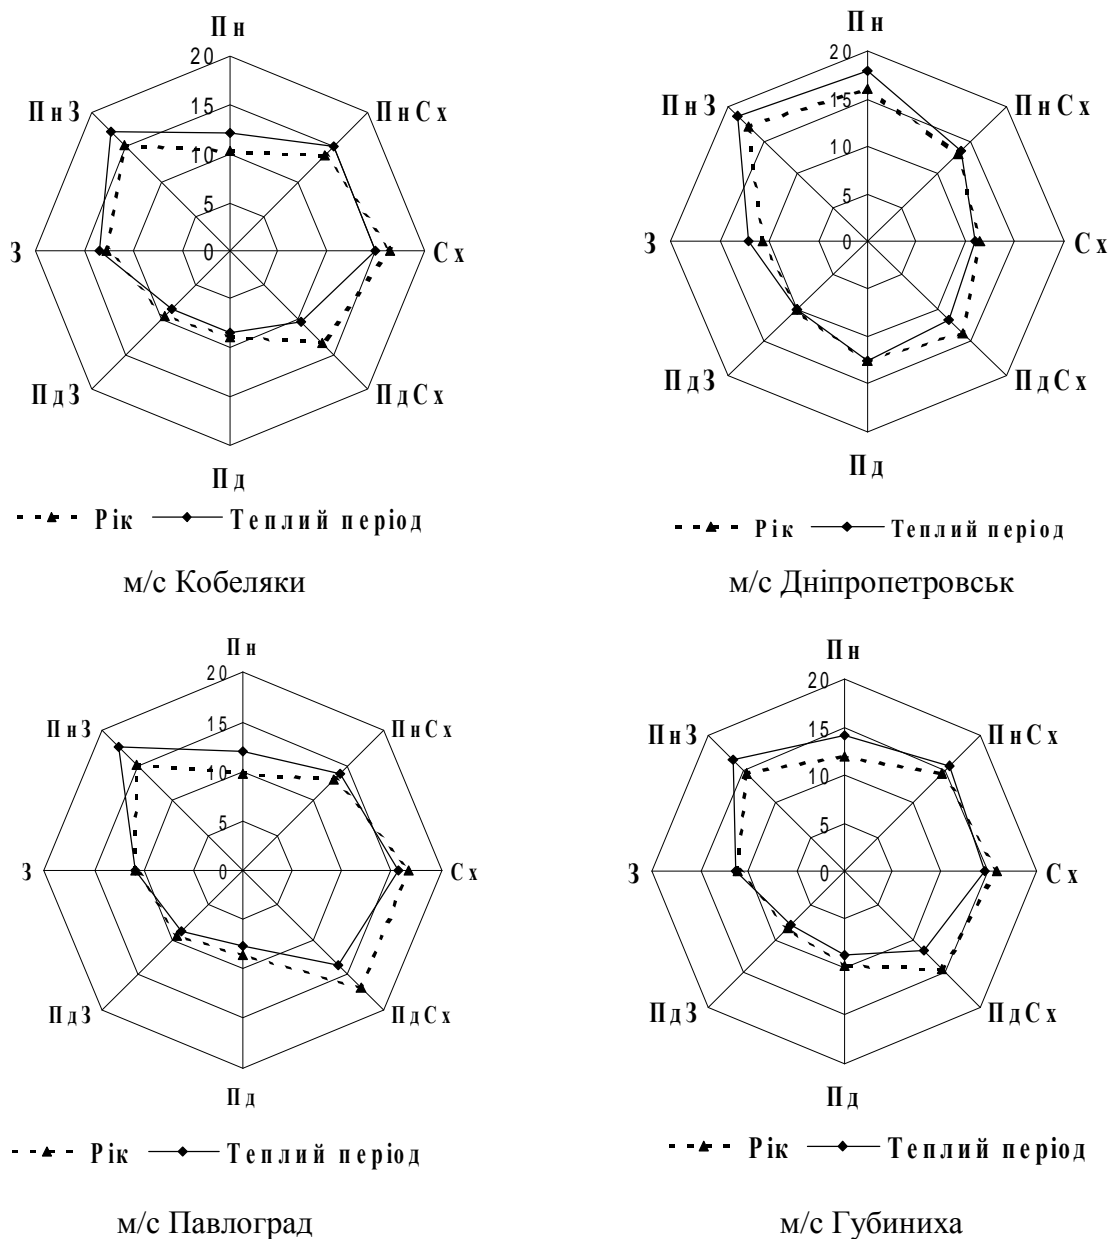 Пн
20
ПнЗ
ПнСх
15
10
5
З
0
Сх
ПдЗ
ПдСх
Пд
Рік
Теплий період
м/с Кобеляки
Пн
20
ПнЗ
ПнСх
15
10
5
З
0
Сх
ПдЗ
ПдСх
Пд
Рік
Теплий період
м/с Дніпропетровськ
Пн
20
ПнЗ
ПнСх
15
10
5
З
0
Сх
ПдЗ
ПдСх
Пд
Рік
Теплий період
м/с Павлоград
Пн
20
ПнЗ
ПнСх
15
10
5
З
0
Сх
ПдЗ
ПдСх
Пд
Рік
Теплий період
м/с Губиниха